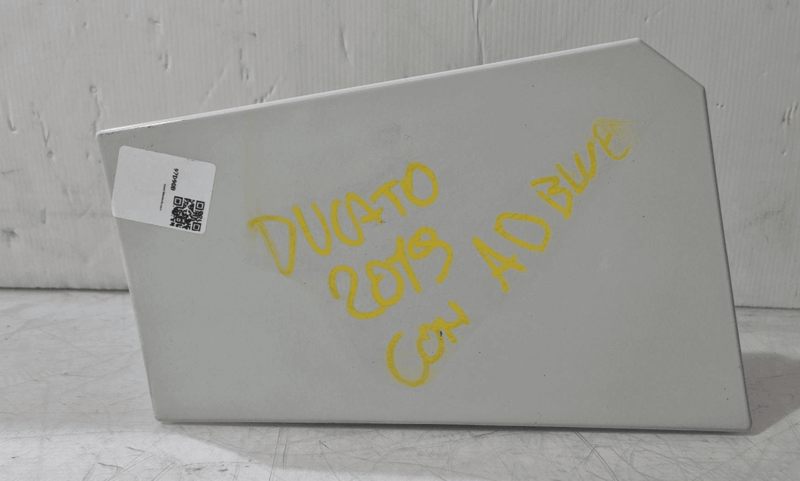 DUCATO
2019
CON AD BLUE